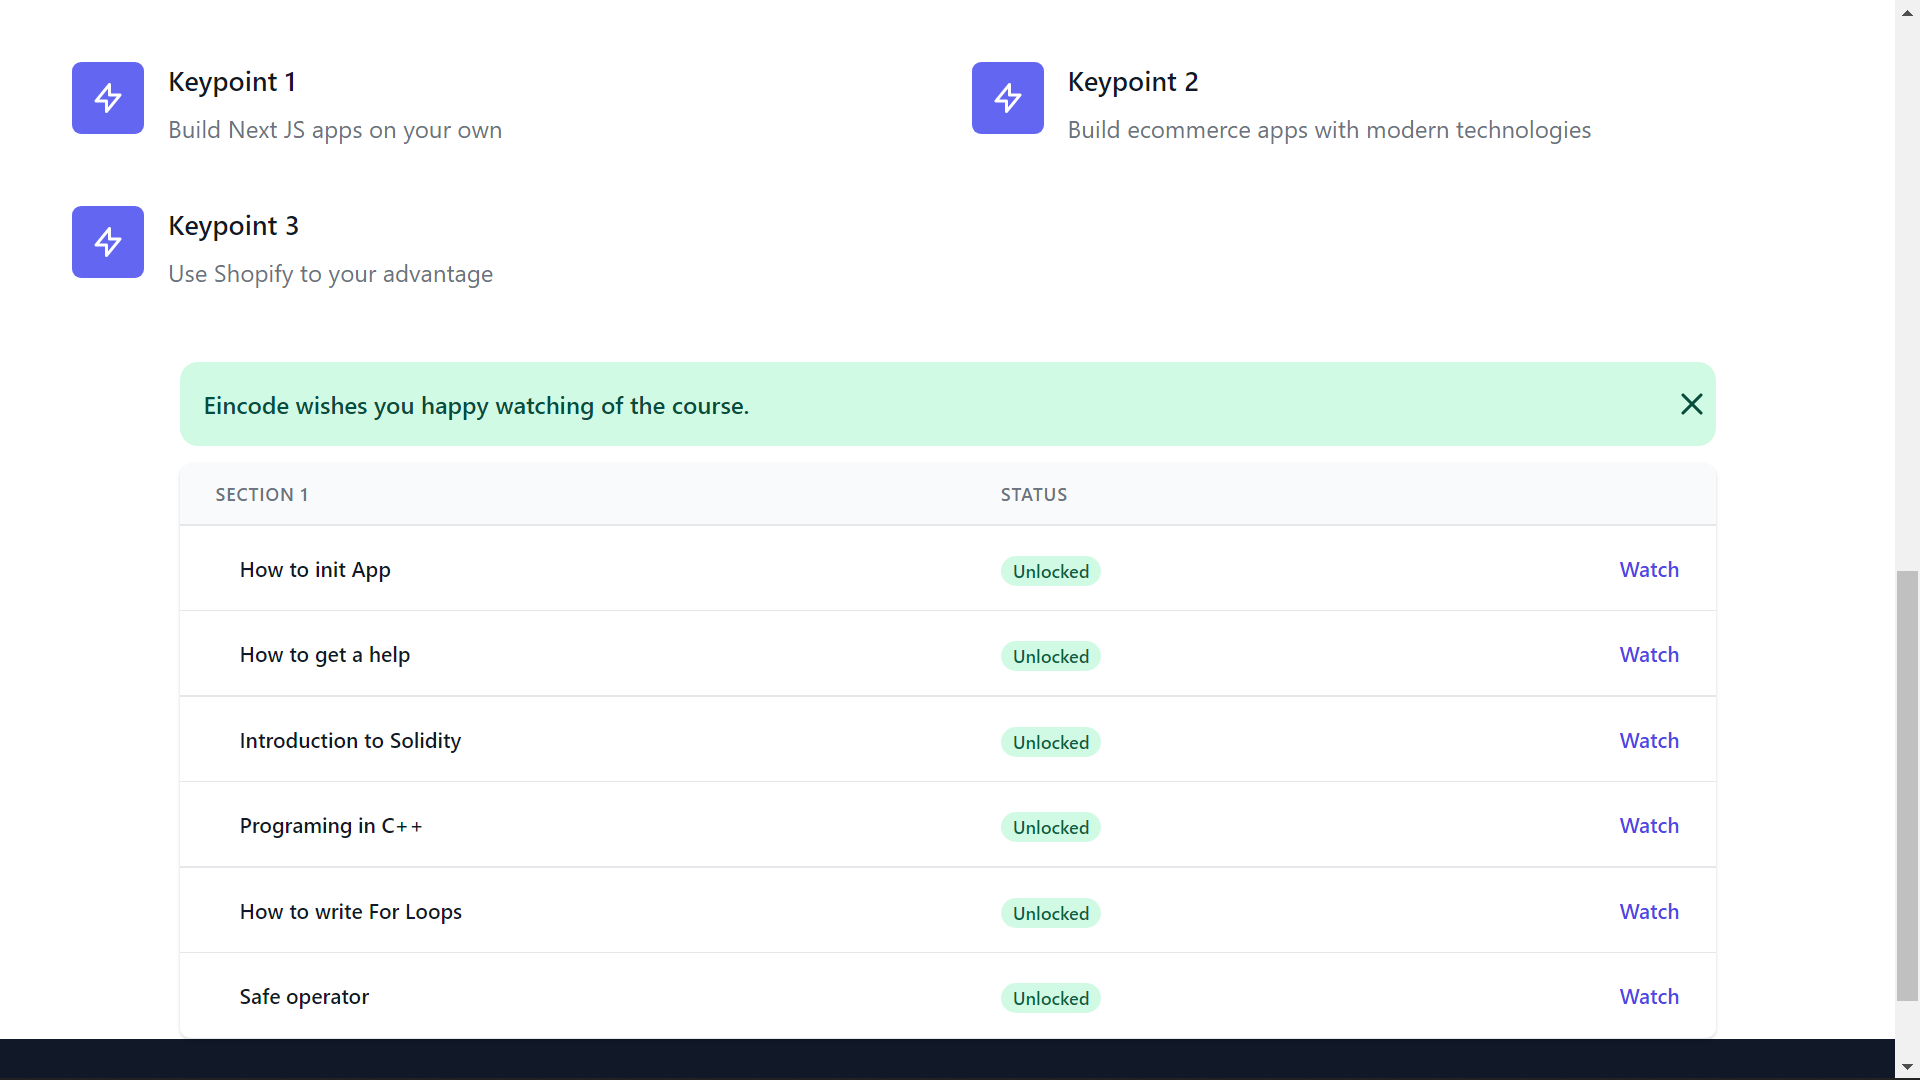 Keypoint 1
Build Next JS apps on your own
Keypoint 2
Build ecommerce apps with modern technologies
Keypoint 3
Use Shopify to your advantage
Eincode wishes you happy watching of the course.
SECTION 1 STATUS
How to init App Unlocked Watch
How to get a help Unlocked Watch
Introduction to Solidity Unlocked Watch
Programing in C++ Unlocked Watch
How to write For Loops Unlocked Watch
Safe operator Unlocked Watch